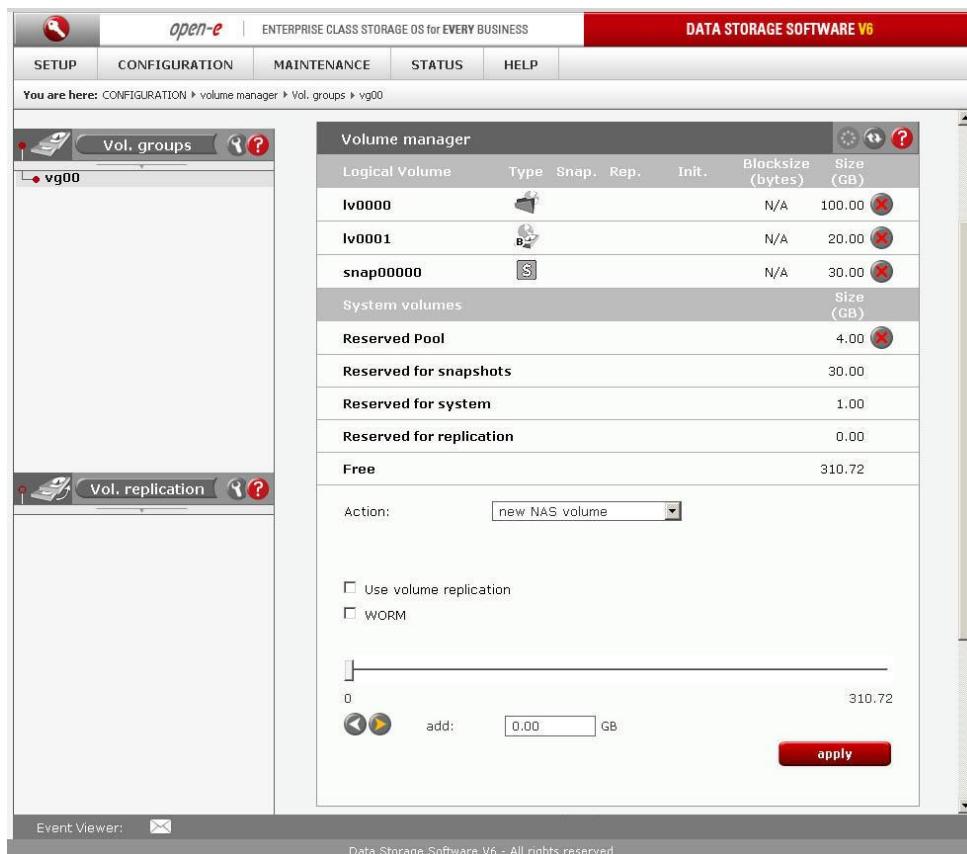 open-e ENTERPRISE CLASS STORAGE OS for EVERY BUSINESS DATA STORAGE SOFTWARE V6
SETUP CONFIGURATION MAINTENANCE STATUS HELP
You are here: CONFIGURATION volume manager Vol. groups vg00
Vol. groups ?
vg00
Vol. replication ?
Volume manager ?
Logical Volume Type Snap. Rep. Init. Blocksize (bytes) Size (GB)
lv0000 N/A 100.00
lv0001 B N/A 20.00
snap00000 S N/A 30.00
System volumes Size (GB)
Reserved Pool 4.00
Reserved for snapshots 30.00
Reserved for system 1.00
Reserved for replication 0.00
Free 310.72
Action: new NAS volume
Use volume replication
WORM
0 310.72
add: 0.00 GB
apply
Event Viewer:
Data Storage Software V6 - All rights reserved